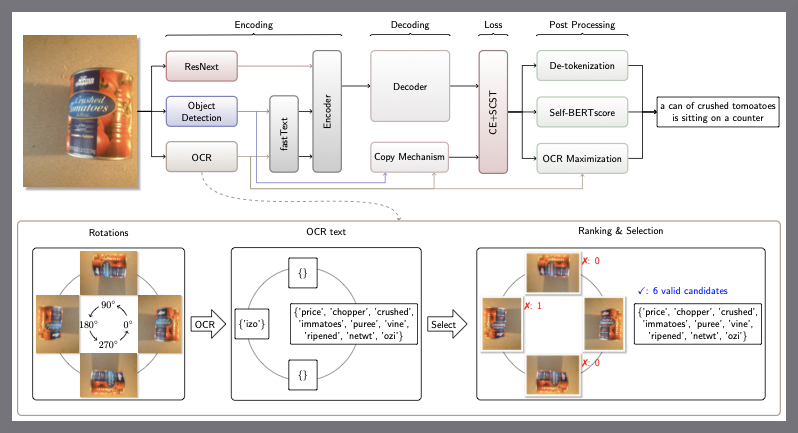 Encoding
Decoding
Loss
Post Processing
Crushed
Tomatoes
ResNext
Object
Detection
OCR
fastText
Encoder
Decoder
Copy Mechanism
CE+SCST
De-tokenization
Self-BERTscore
OCR Maximization
a can of crushed tomoatoes
is sitting on a counter
Rotations
OCR text
Ranking & Selection
90°
180°
0°
270°
OCR
{}
{'izo'}
{'price', 'chopper', 'crushed',
'immatoes', 'puree', 'vine',
'ripened', 'netwt', 'ozi'}
{}
Select
✗: 0
✗: 1
✗: 0
✓: 6 valid candidates
{'price', 'chopper', 'crushed',
'immatoes', 'puree', 'vine',
'ripened', 'netwt', 'ozi'}